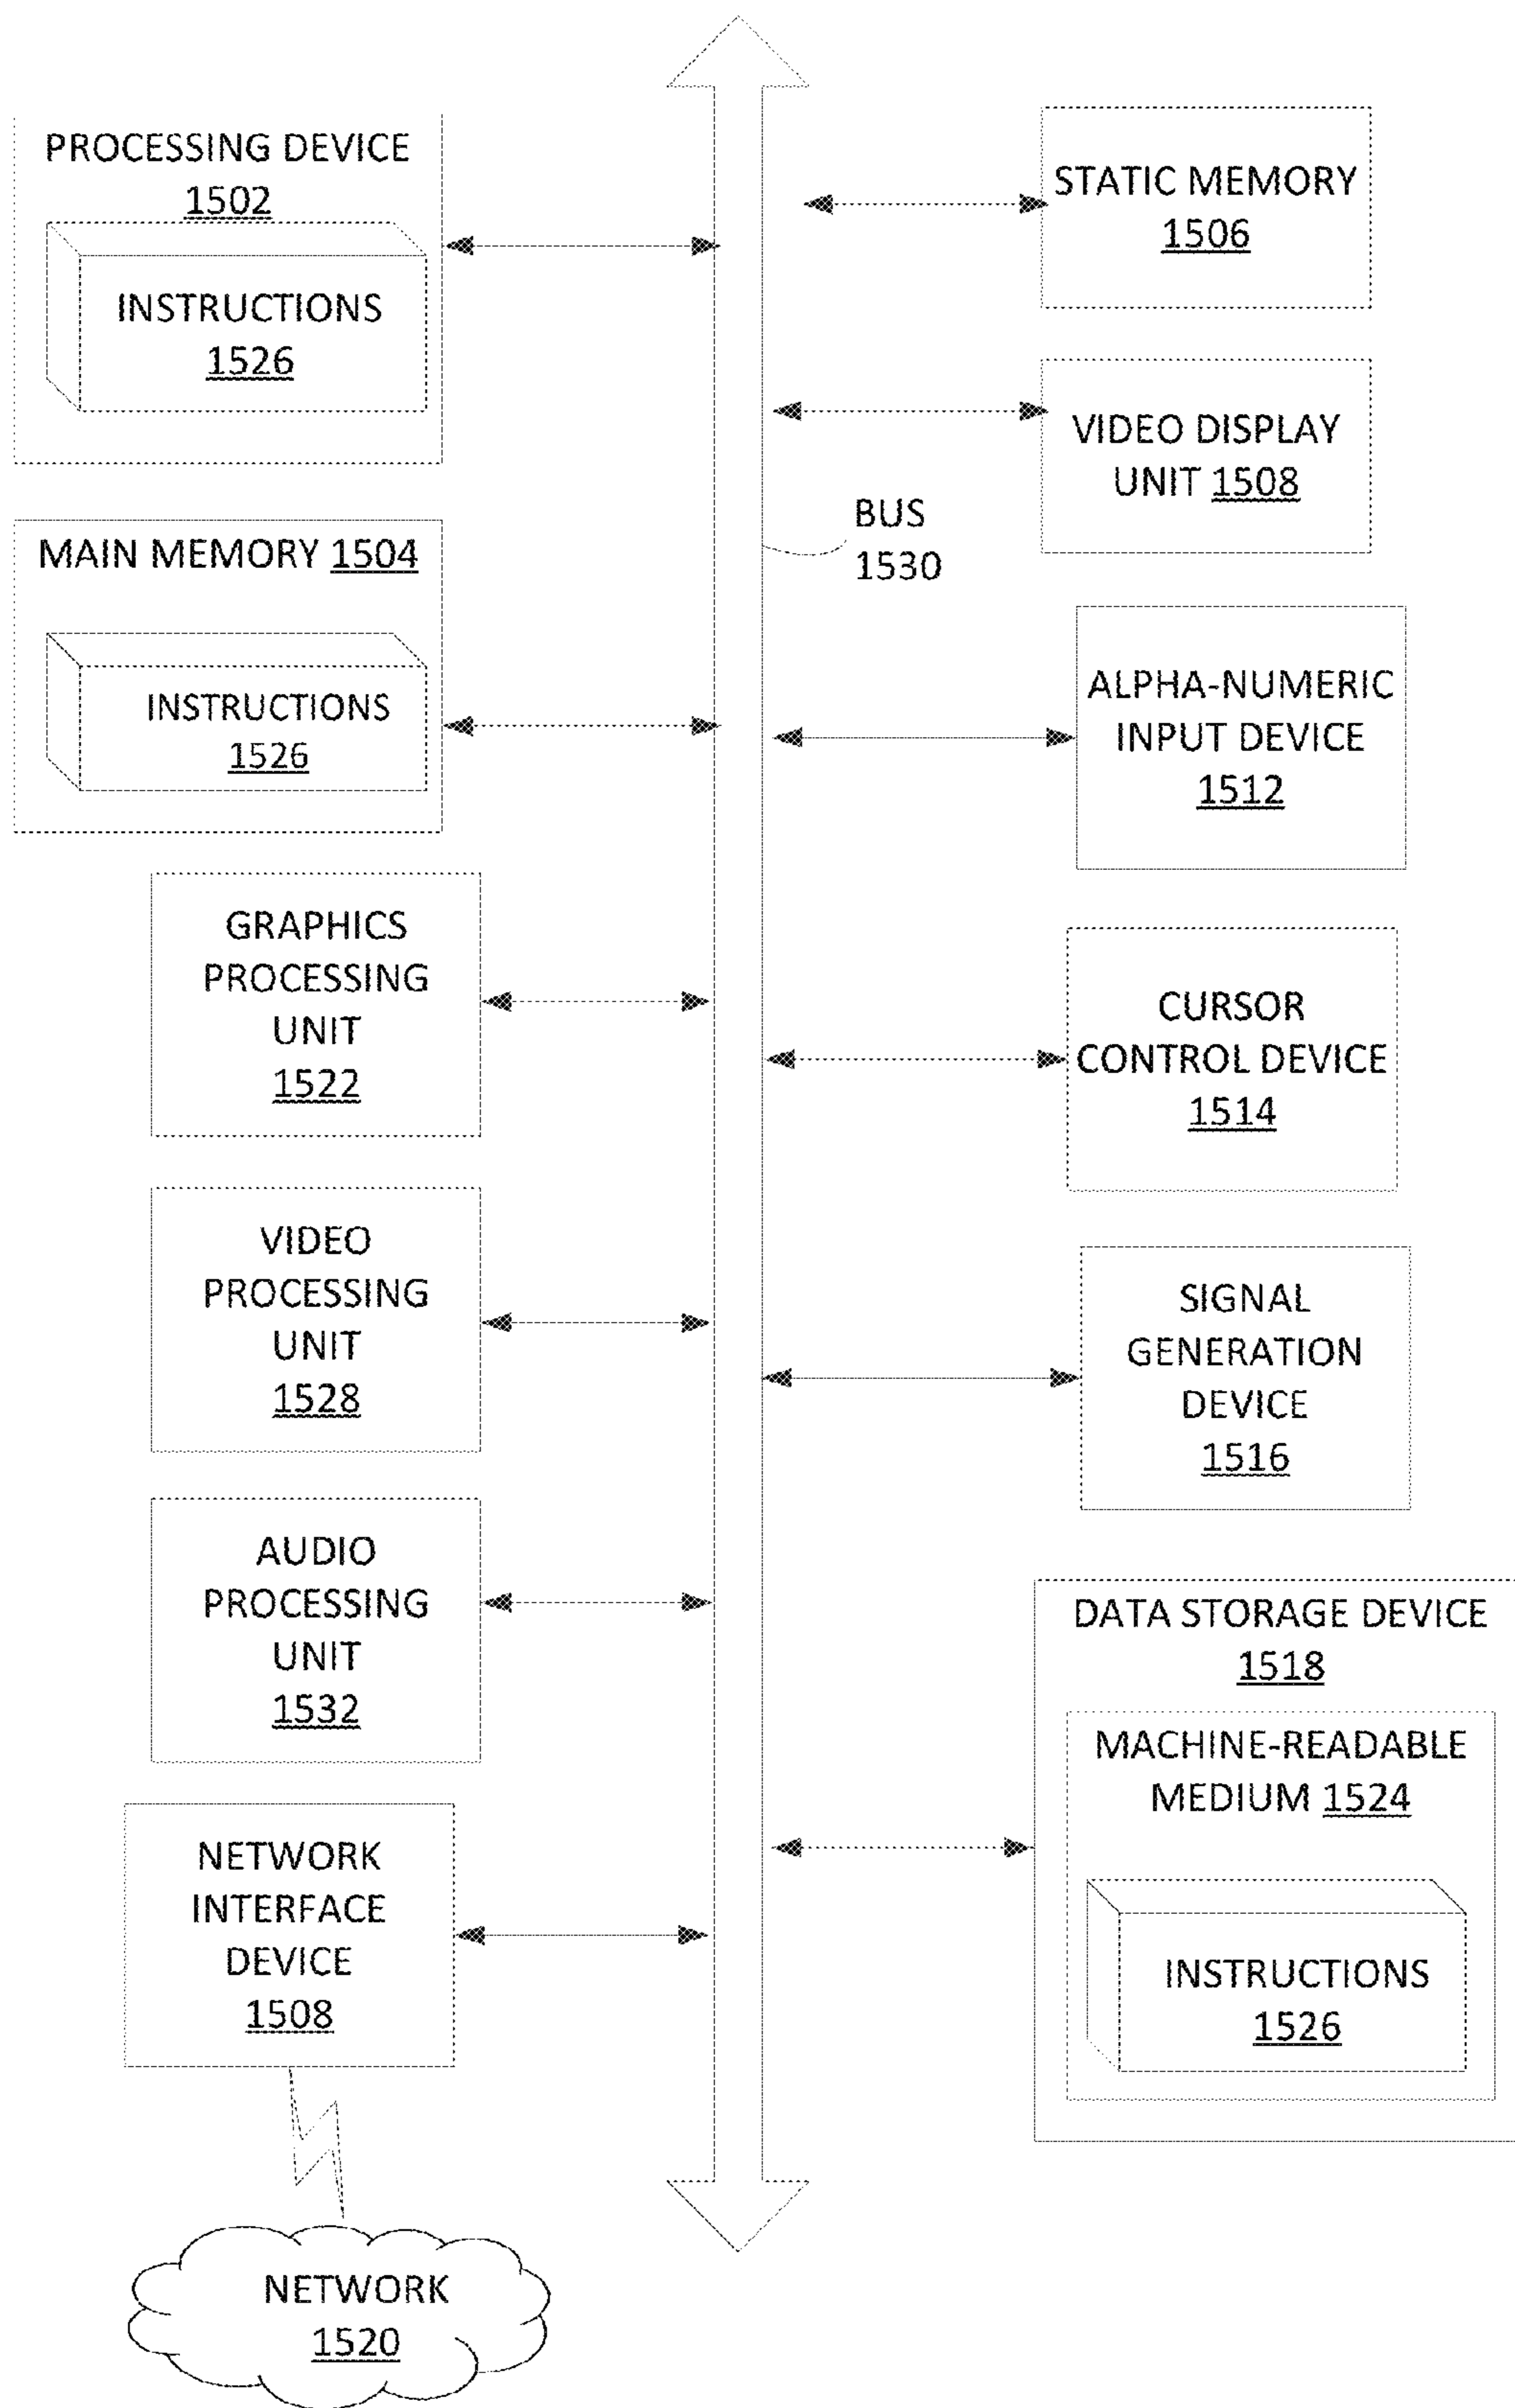 PROCESSING DEVICE
1502
INSTRUCTIONS
1526
MAIN MEMORY 1504
INSTRUCTIONS
1526
GRAPHICS
PROCESSING
UNIT
1522
VIDEO
PROCESSING
UNIT
1528
AUDIO
PROCESSING
UNIT
1532
NETWORK
INTERFACE
DEVICE
1508
NETWORK
1520
BUS
1530
STATIC MEMORY
1506
VIDEO DISPLAY
UNIT 1508
ALPHA-NUMERIC
INPUT DEVICE
1512
CURSOR
CONTROL DEVICE
1514
SIGNAL
GENERATION
DEVICE
1516
DATA STORAGE DEVICE
1518
MACHINE-READABLE
MEDIUM 1524
INSTRUCTIONS
1526